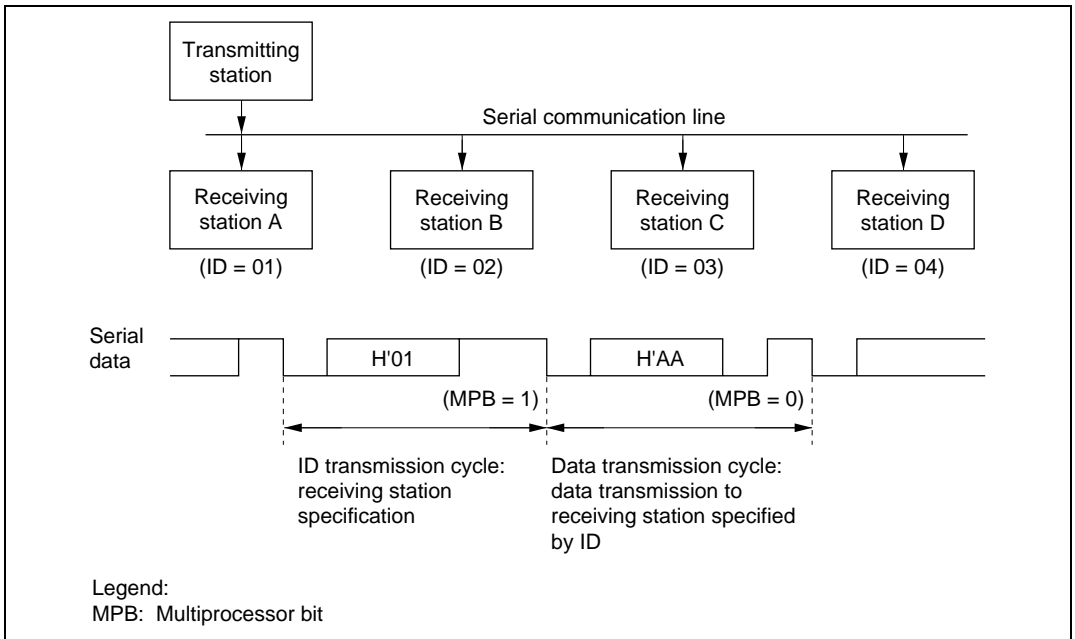 Transmitting
station
Serial communication line
Receiving
station A
Receiving
station B
Receiving
station C
Receiving
station D
(ID = 01)
(ID = 02)
(ID = 03)
(ID = 04)
Serial
data
H'01
H'AA
(MPB = 1)
(MPB = 0)
ID transmission cycle:
receiving station
specification
Data transmission cycle:
data transmission to
receiving station specified
by ID
Legend:
MPB: Multiprocessor bit